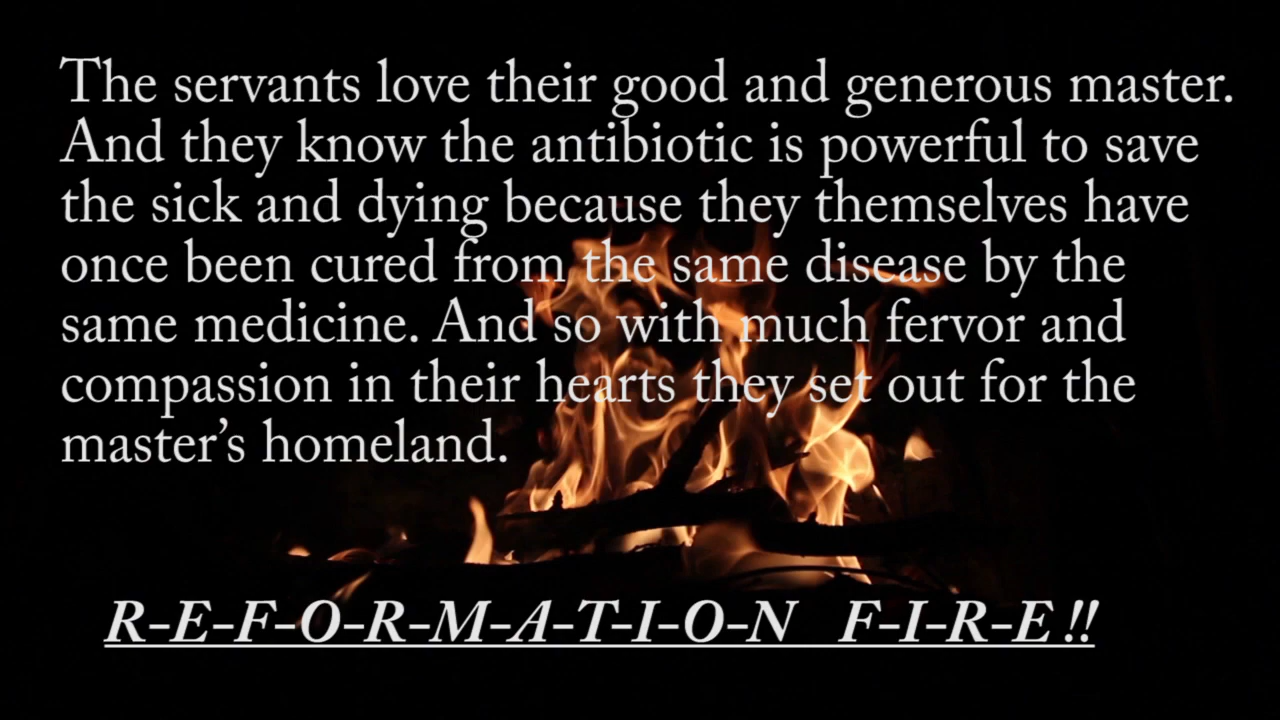 The servants love their good and generous master.
And they know the antibiotic is powerful to save
the sick and dying because they themselves have
once been cured from the same disease by the
same medicine. And so with much fervor and
compassion in their hearts they set out for the
master’s homeland.
R-E-F-O-R-M-A-T-I-O-N F-I-R-E!!